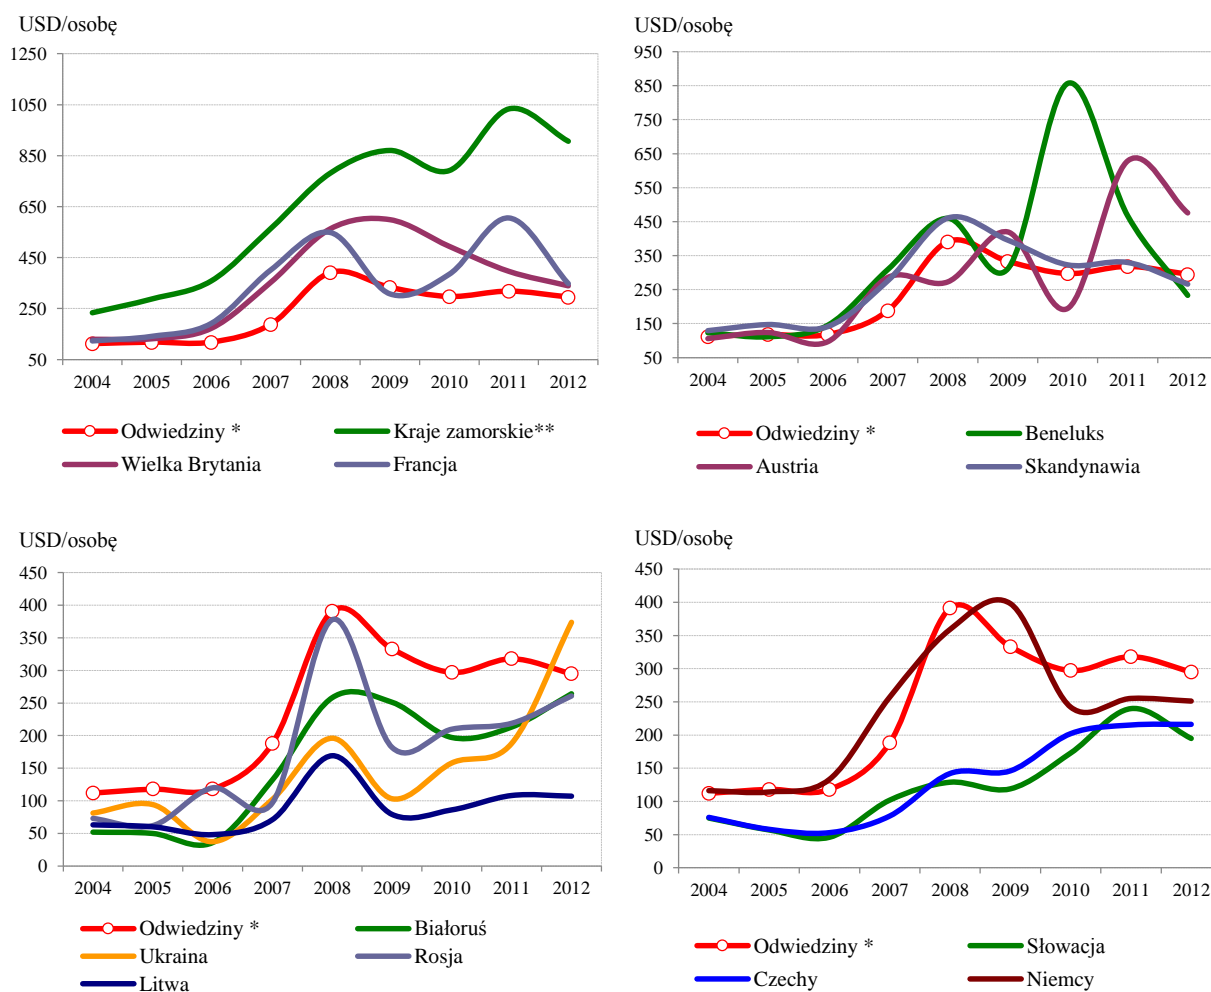 USD/osobę
1250
1050
850
650
450
250
50
2004 2005 2006 2007 2008 2009 2010 2011 2012
Odwiedziny * Kraje zamorskie**
Wielka Brytania Francja
USD/osobę
950
850
750
650
550
450
350
250
150
50
2004 2005 2006 2007 2008 2009 2010 2011 2012
Odwiedziny * Beneluks
Austria Skandynawia
USD/osobę
450
400
350
300
250
200
150
100
50
0
2004 2005 2006 2007 2008 2009 2010 2011 2012
Odwiedziny * Białoruś
Ukraina Rosja
Litwa
USD/osobę
450
400
350
300
250
200
150
100
50
0
2004 2005 2006 2007 2008 2009 2010 2011 2012
Odwiedziny * Słowacja
Czechy Niemcy